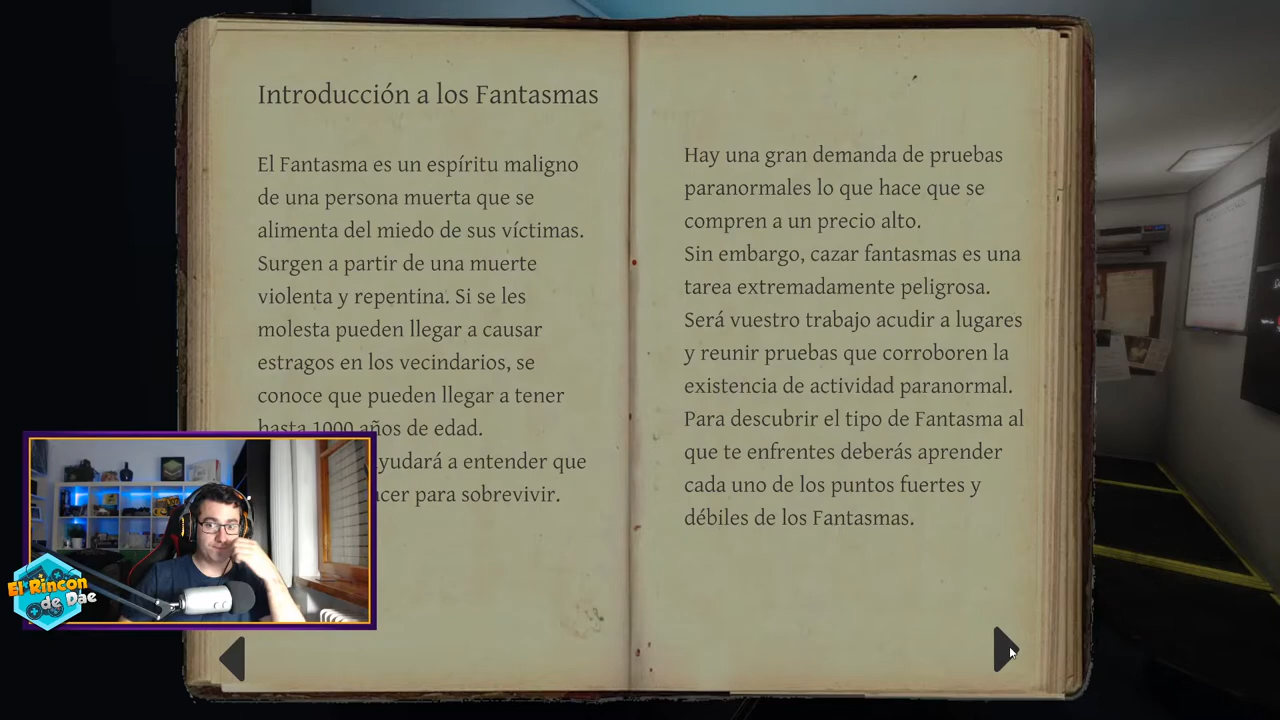 Introducción a los Fantasmas
El Fantasma es un espíritu maligno
de una persona muerta que se
alimenta del miedo de sus víctimas.
Surgen a partir de una muerte
violenta y repentina. Si se les
molesta pueden llegar a causar
estragos en los vecindarios, se
conoce que pueden llegar a tener
hasta 1000 años de edad.
a entender que
para sobrevivir.
Hay una gran demanda de pruebas
paranormales lo que hace que se
compren a un precio alto.
Sin embargo, cazar fantasmas es una
tarea extremadamente peligrosa.
Será vuestro trabajo acudir a lugares
y reunir pruebas que corroboren la
existencia de actividad paranormal.
Para descubrir el tipo de Fantasma al
que te enfrentes deberás aprender
cada uno de los puntos fuertes y
débiles de los Fantasmas.
El Rincon
de Dae